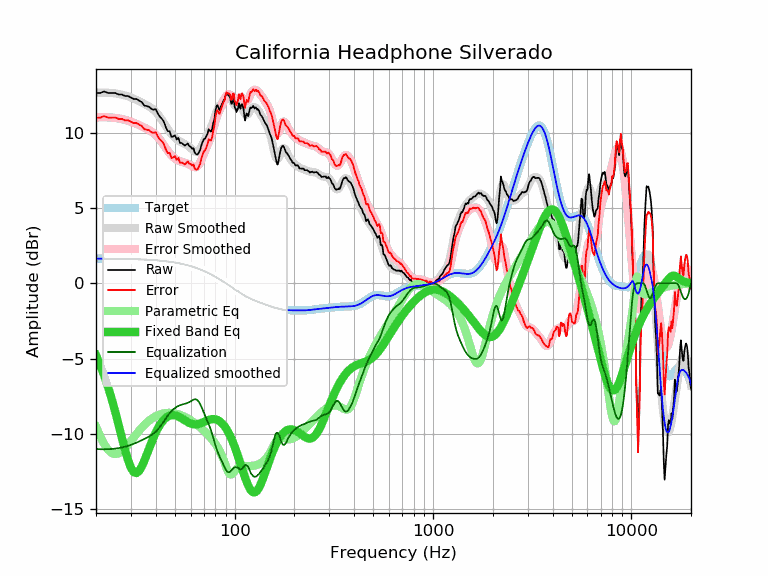 California Headphone Silverado
10
5
0
−5
−10
−15
Amplitude (dBr)
Target
Raw Smoothed
Error Smoothed
Raw
Error
Parametric Eq
Fixed Band Eq
Equalization
Equalized smoothed
100 1000 10000
Frequency (Hz)